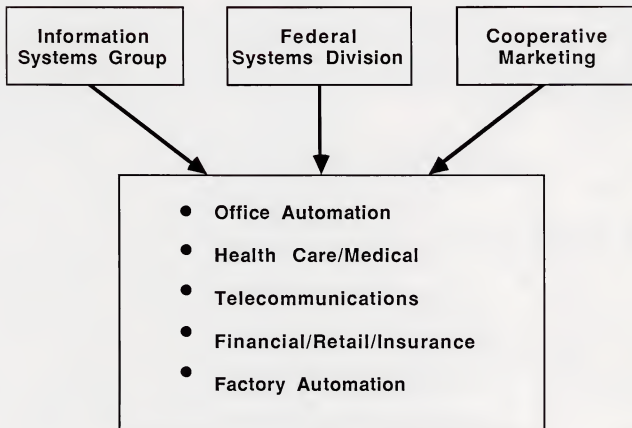 Information
Systems Group
Federal
Systems Division
Cooperative
Marketing
• Office Automation
• Health Care/Medical
• Telecommunications
• Financial/Retail/Insurance
• Factory Automation